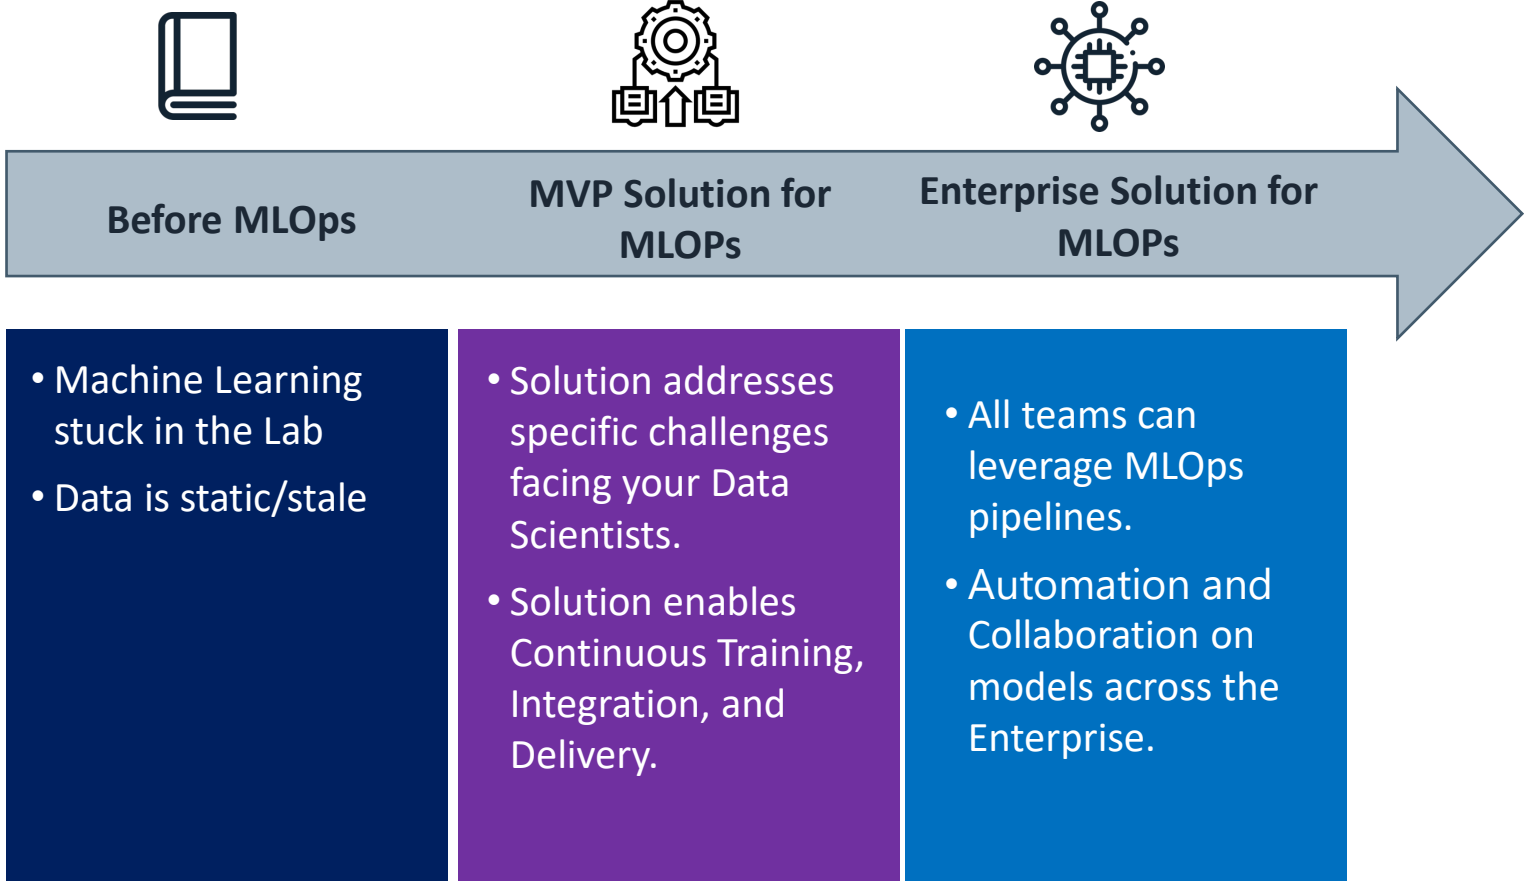 Before MLOps
MVP Solution for
MLOPs
Enterprise Solution for
MLOPs
• Machine Learning
stuck in the Lab
• Data is static/stale
• Solution addresses
specific challenges
facing your Data
Scientists.
• Solution enables
Continuous Training,
Integration, and
Delivery.
• All teams can
leverage MLOps
pipelines.
• Automation and
Collaboration on
models across the
Enterprise.